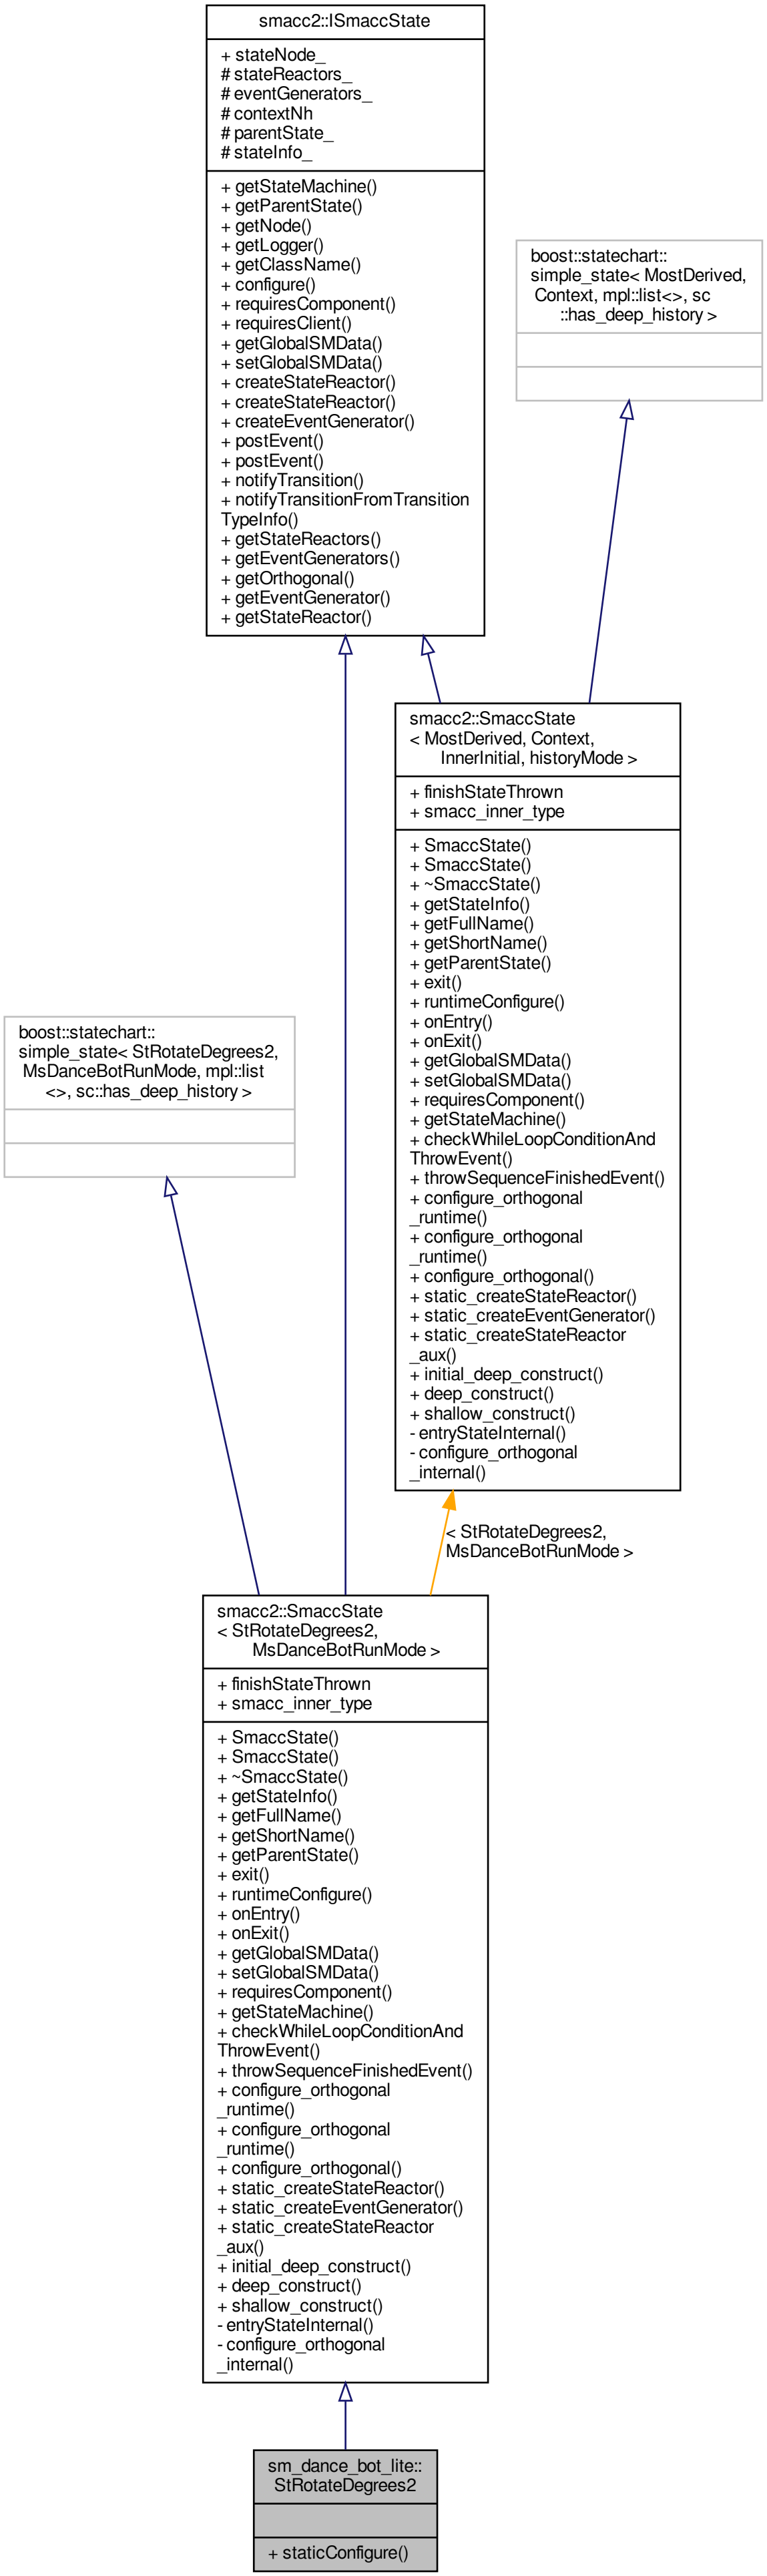 smacc2::ISmaccState
+ stateNode_
# stateReactors_
# eventGenerators_
# contextNh
# parentState_
# stateInfo_
+ getStateMachine()
+ getParentState()
+ getNode()
+ getLogger()
+ getClassName()
+ configure()
+ requiresComponent()
+ requiresClient()
+ getGlobalSMData()
+ setGlobalSMData()
+ createStateReactor()
+ createStateReactor()
+ createEventGenerator()
+ postEvent()
+ postEvent()
+ notifyTransition()
+ notifyTransitionFromTransition
TypeInfo()
+ getStateReactors()
+ getEventGenerators()
+ getOrthogonal()
+ getEventGenerator()
+ getStateReactor()
boost::statechart::
simple_state< MostDerived,
Context, mpl::list<>, sc
::has_deep_history >
smacc2::SmaccState
< MostDerived, Context,
InnerInitial, historyMode >
+ finishStateThrown
+ smacc_inner_type
+ SmaccState()
+ SmaccState()
+ ~SmaccState()
+ getStateInfo()
+ getFullName()
+ getShortName()
+ getParentState()
+ exit()
+ runtimeConfigure()
+ onEntry()
+ onExit()
+ getGlobalSMData()
+ setGlobalSMData()
+ requiresComponent()
+ getStateMachine()
+ checkWhileLoopConditionAnd
ThrowEvent()
+ throwSequenceFinishedEvent()
+ configure_orthogonal
_runtime()
+ configure_orthogonal
_runtime()
+ configure_orthogonal()
+ static_createStateReactor()
+ static_createEventGenerator()
+ static_createStateReactor
_aux()
+ initial_deep_construct()
+ deep_construct()
+ shallow_construct()
- entryStateInternal()
- configure_orthogonal
_internal()
boost::statechart::
simple_state< StRotateDegrees2,
MsDanceBotRunMode, mpl::list
<>, sc::has_deep_history >
< StRotateDegrees2,
MsDanceBotRunMode >
smacc2::SmaccState
< StRotateDegrees2,
MsDanceBotRunMode >
+ finishStateThrown
+ smacc_inner_type
+ SmaccState()
+ SmaccState()
+ ~SmaccState()
+ getStateInfo()
+ getFullName()
+ getShortName()
+ getParentState()
+ exit()
+ runtimeConfigure()
+ onEntry()
+ onExit()
+ getGlobalSMData()
+ setGlobalSMData()
+ requiresComponent()
+ getStateMachine()
+ checkWhileLoopConditionAnd
ThrowEvent()
+ throwSequenceFinishedEvent()
+ configure_orthogonal
_runtime()
+ configure_orthogonal
_runtime()
+ configure_orthogonal()
+ static_createStateReactor()
+ static_createEventGenerator()
+ static_createStateReactor
_aux()
+ initial_deep_construct()
+ deep_construct()
+ shallow_construct()
- entryStateInternal()
- configure_orthogonal
_internal()
sm_dance_bot_lite::
StRotateDegrees2
+ staticConfigure()